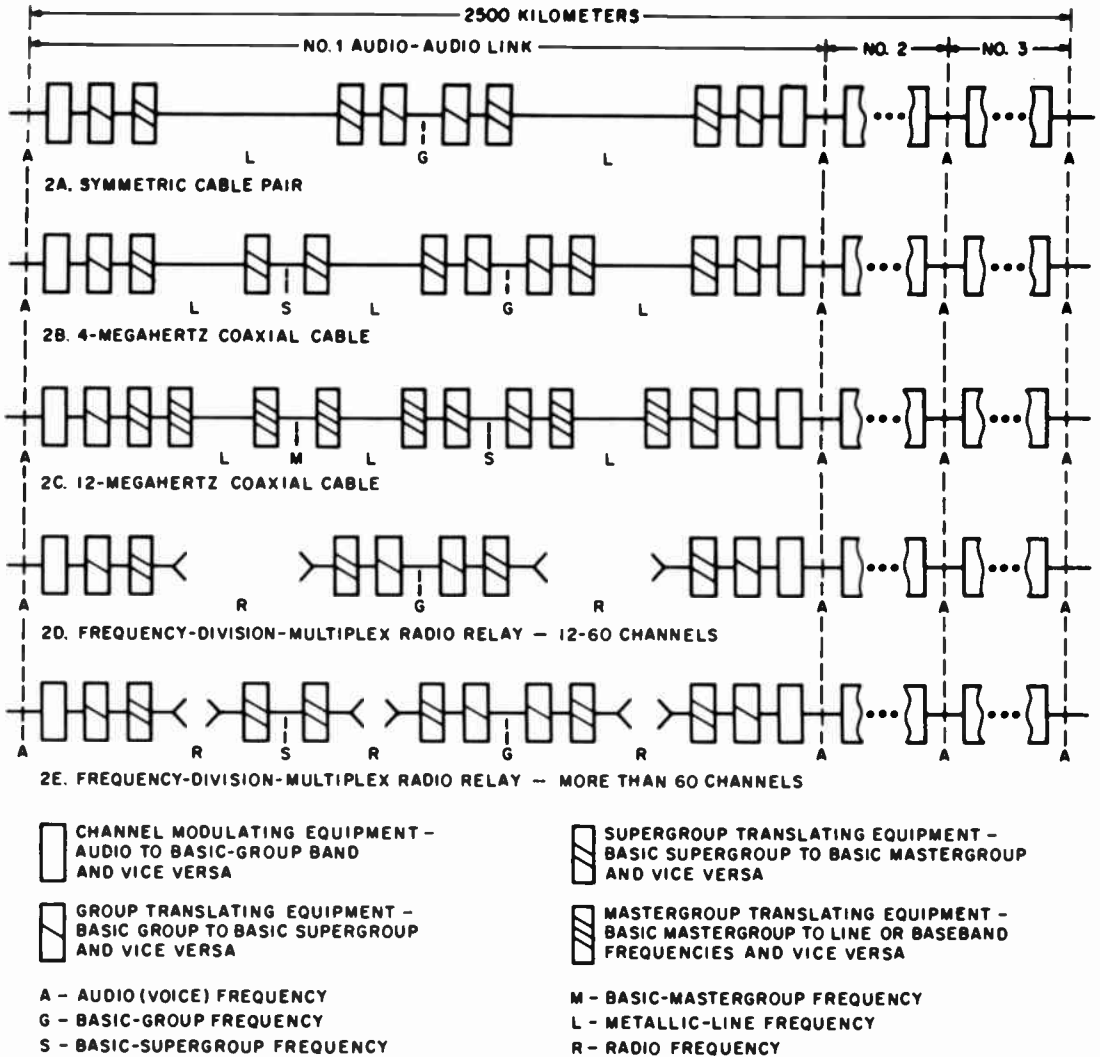 2500 KILOMETERS
NO. 1 AUDIO-AUDIO LINK NO. 2 NO. 3
L G L
A A A A
2A. SYMMETRIC CABLE PAIR
L S L G L
A A A A
2B. 4-MEGAHERTZ COAXIAL CABLE
A L M L S L A A A
2C. 12-MEGAHERTZ COAXIAL CABLE
A R G R A A A
2D. FREQUENCY-DIVISION-MULTIPLEX RADIO RELAY — 12-60 CHANNELS
A R S R G R A A A
2E. FREQUENCY-DIVISION-MULTIPLEX RADIO RELAY — MORE THAN 60 CHANNELS
CHANNEL MODULATING EQUIPMENT –
AUDIO TO BASIC-GROUP BAND
AND VICE VERSA
GROUP TRANSLATING EQUIPMENT –
BASIC GROUP TO BASIC SUPERGROUP
AND VICE VERSA
SUPERGROUP TRANSLATING EQUIPMENT –
BASIC SUPERGROUP TO BASIC MASTERGROUP
AND VICE VERSA
MASTERGROUP TRANSLATING EQUIPMENT –
BASIC MASTERGROUP TO LINE OR BASEBAND
FREQUENCIES AND VICE VERSA
A – AUDIO (VOICE) FREQUENCY
G – BASIC-GROUP FREQUENCY
S – BASIC-SUPERGROUP FREQUENCY
M – BASIC-MASTERGROUP FREQUENCY
L – METALLIC-LINE FREQUENCY
R – RADIO FREQUENCY